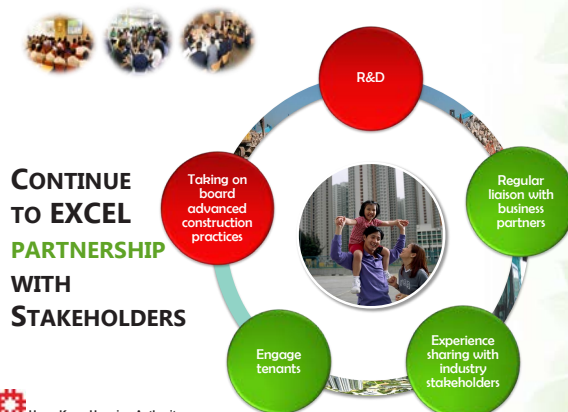 CONTINUE
TO EXCEL
PARTNERSHIP
WITH
STAKEHOLDERS
R&D
Regular
liaison with
business
partners
Experience
sharing with
industry
stakeholders
Engage
tenants
Taking on
board
advanced
construction
practices